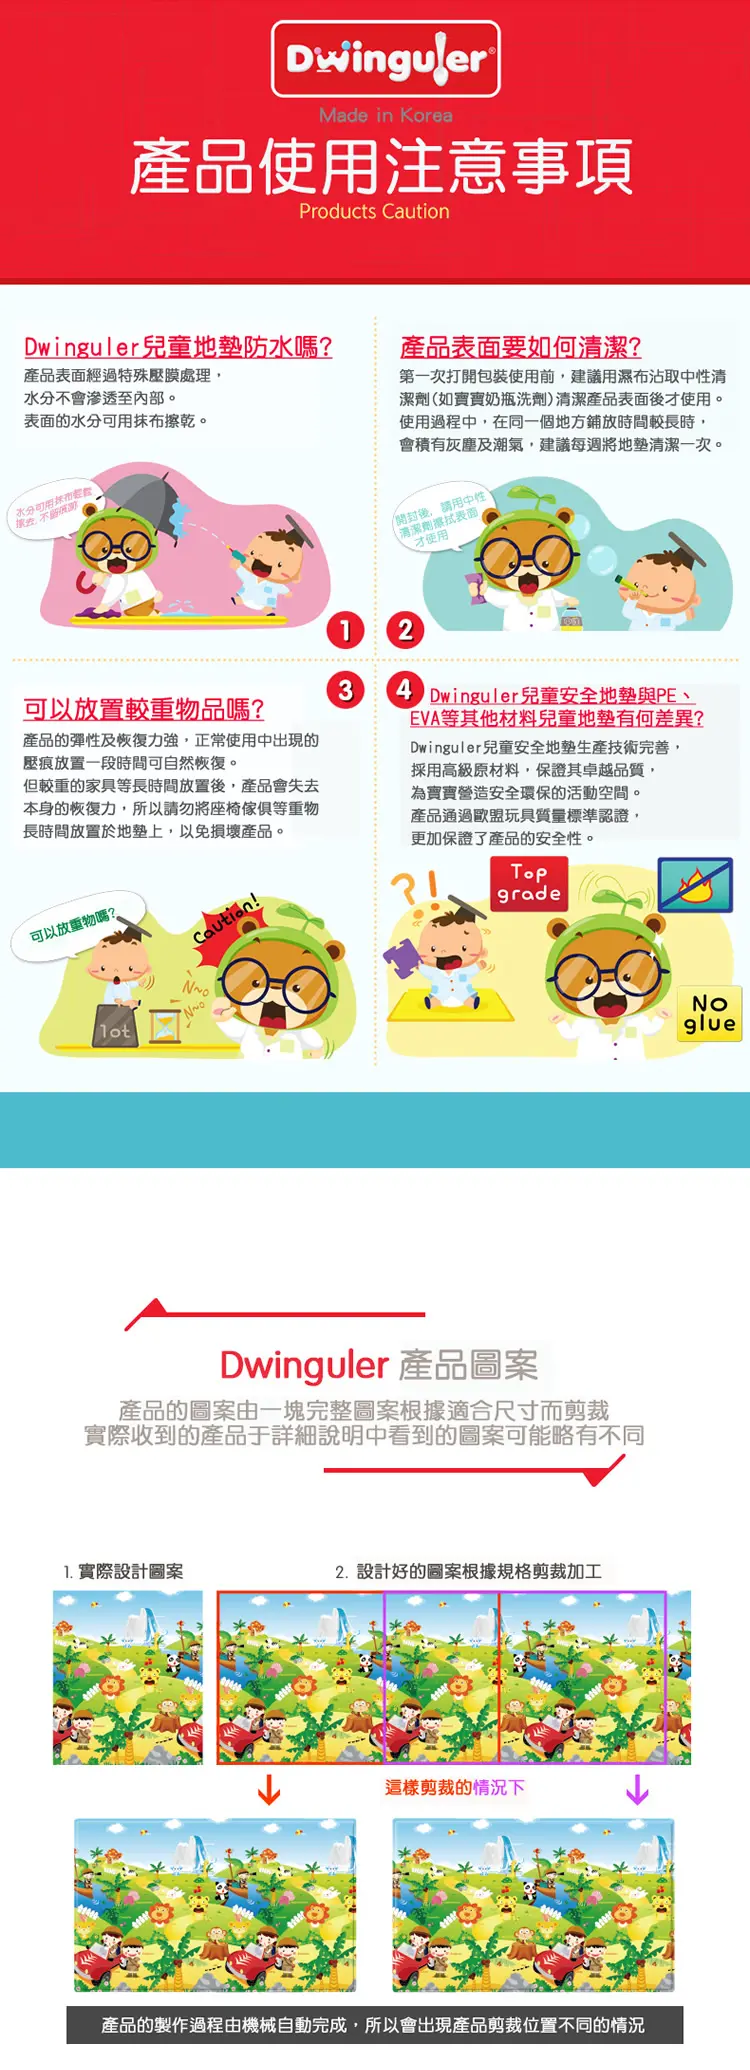 Dwinguler®
Made in Korea
產品使用注意事項
Products Caution
Dwinguler兒童地墊防水嗎?
產品表面經過特殊壓膜處理，
水分不會滲透至內部。
表面的水分可用抹布擦乾。
水分可用抹布輕鬆
擦去，不留痕跡
1
產品表面要如何清潔?
第一次打開包裝使用前，建議用濕布沾取中性清
潔劑(如寶寶奶瓶洗劑)清潔產品表面後才使用。
使用過程中，在同一個地方鋪放時間較長時，
會積有灰塵及潮氣，建議每週將地墊清潔一次。
開封後，請用中性
清潔劑擦拭表面
才使用
2
3
可以放置較重物品嗎?
產品的彈性及恢復力強，正常使用中出現的
壓痕放置一段時間可自然恢復。
但較重的家具等長時間放置後，產品會失去
本身的恢復力，所以請勿將座椅傢俱等重物
長時間放置於地墊上，以免損壞產品。
可以放重物嗎?
Caution!
N~o
N~o
1ot
4
Dwinguler兒童安全地墊與PE、
EVA等其他材料兒童地墊有何差異?
Dwinguler兒童安全地墊生產技術完善，
採用高級原材料，保證其卓越品質，
為寶寶營造安全環保的活動空間。
產品通過歐盟玩具質量標準認證，
更加保證了產品的安全性。
?!
Top
grade
No
glue
Dwinguler 產品圖案
產品的圖案由一塊完整圖案根據適合尺寸而剪裁
實際收到的產品于詳細說明中看到的圖案可能略有不同
1. 實際設計圖案
2. 設計好的圖案根據規格剪裁加工
這樣剪裁的情況下
產品的製作過程由機械自動完成，所以會出現產品剪裁位置不同的情況